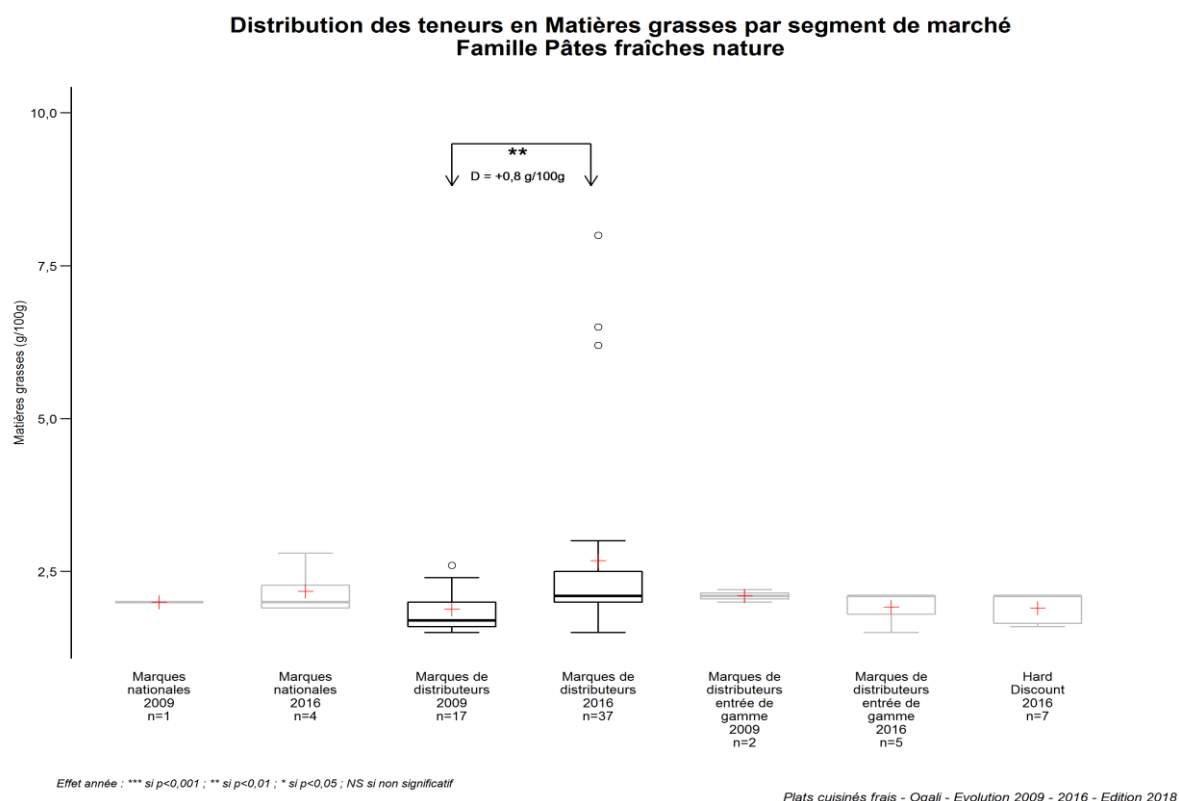 Distribution des teneurs en Matières grasses par segment de marché
Famille Pâtes fraîches nature
10,0
7,5
5,0
2,5
Matières grasses (g/100g)
**
D = +0,8 g/100g
Marques
nationales
2009
n=1
Marques
nationales
2016
n=4
Marques de
distributeurs
2009
n=17
Marques de
distributeurs
2016
n=37
Marques de
distributeurs
entrée de
gamme
2009
n=2
Marques de
distributeurs
entrée de
gamme
2016
n=5
Hard
Discount
2016
n=7
Effet année : *** si p<0,001 ; ** si p<0,01 ; * si p<0,05 ; NS si non significatif
Plats cuisinés frais - Oqali - Evolution 2009 - 2016 - Edition 2018